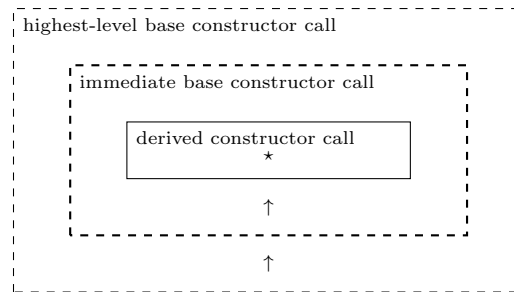 highest-level base constructor call
immediate base constructor call
derived constructor call
⋆
↑
↑